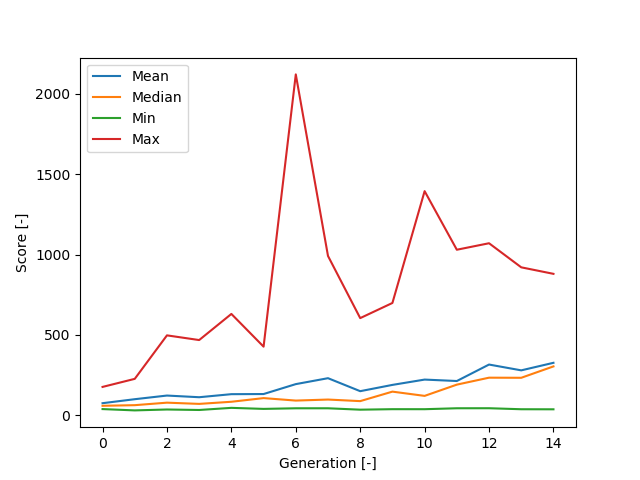 Mean
Median
Min
Max
2000
1500
1000
500
0
Score [-]
0 2 4 6 8 10 12 14
Generation [-]